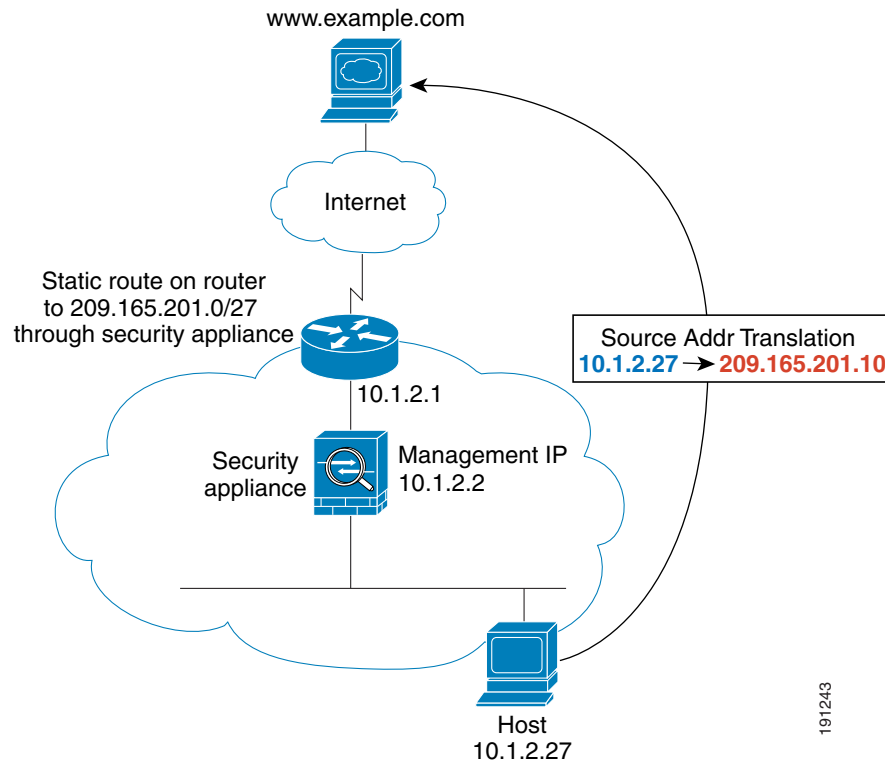 www.example.com
Internet
Static route on router
to 209.165.201.0/27
through security appliance
Source Addr Translation
10.1.2.27 → 209.165.201.10
10.1.2.1
Security
appliance
Management IP
10.1.2.2
Host
10.1.2.27
191243